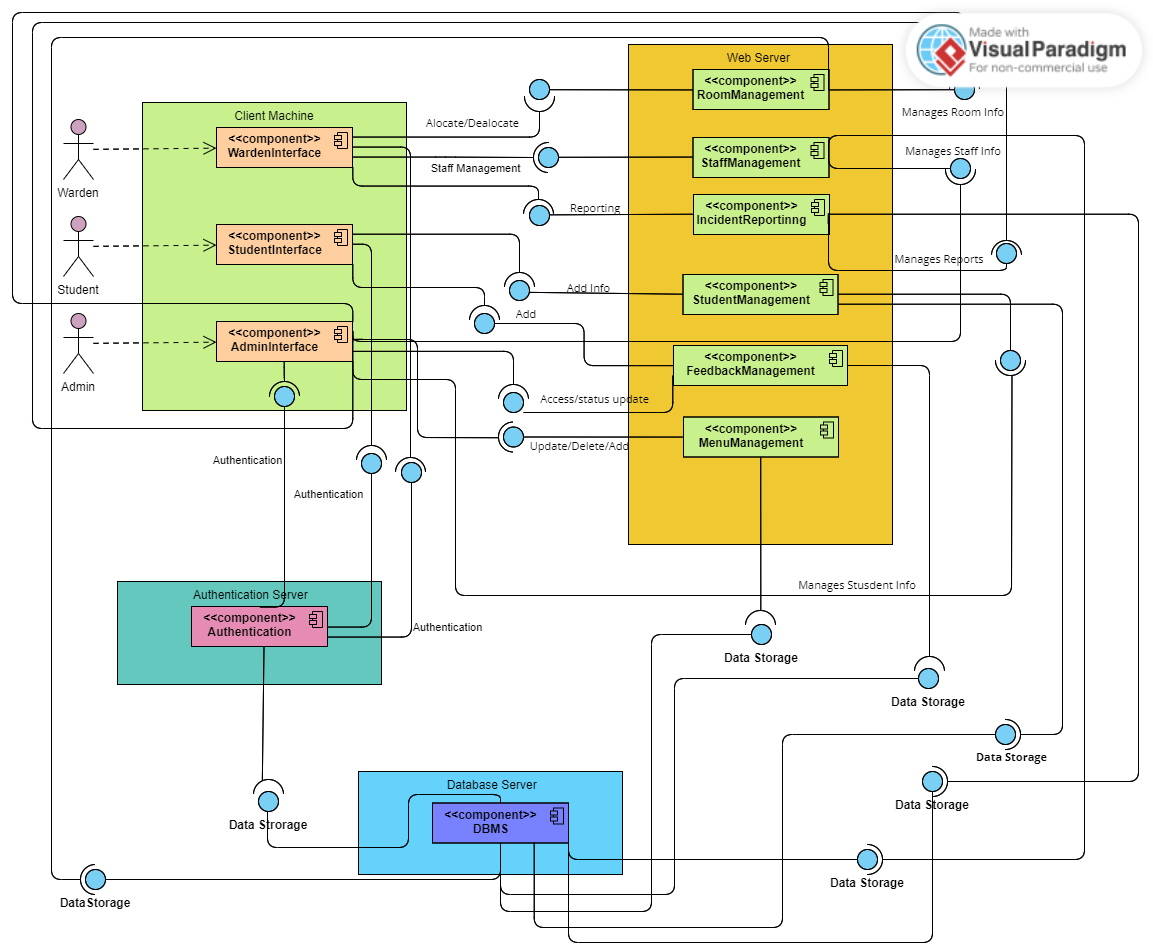 Made with
VisualParadigm
For non-commercial use
Web Server
<<component>>
RoomManagement
Manages Room Info
Client Machine
Alocate/Dealocate
<<component>>
WardenInterface
Warden
Staff Management
<<component>>
StaffManagement
Manages Staff Info
Reporting
<<component>>
IncidentReportinng
Manages Reports
<<component>>
StudentInterface
Student
Add Info
<<component>>
StudentManagement
Add
<<component>>
AdminInterface
Admin
<<component>>
FeedbackManagement
Access/status update
<<component>>
MenuManagement
Update/Delete/Add
Authentication
Authentication
Manages Stusdent Info
Authentication Server
<<component>>
Authentication
Authentication
Data Storage
Data Storage
Data Storage
Data Storage
Database Server
<<component>>
DBMS
Data Strorage
Data Storage
DataStorage